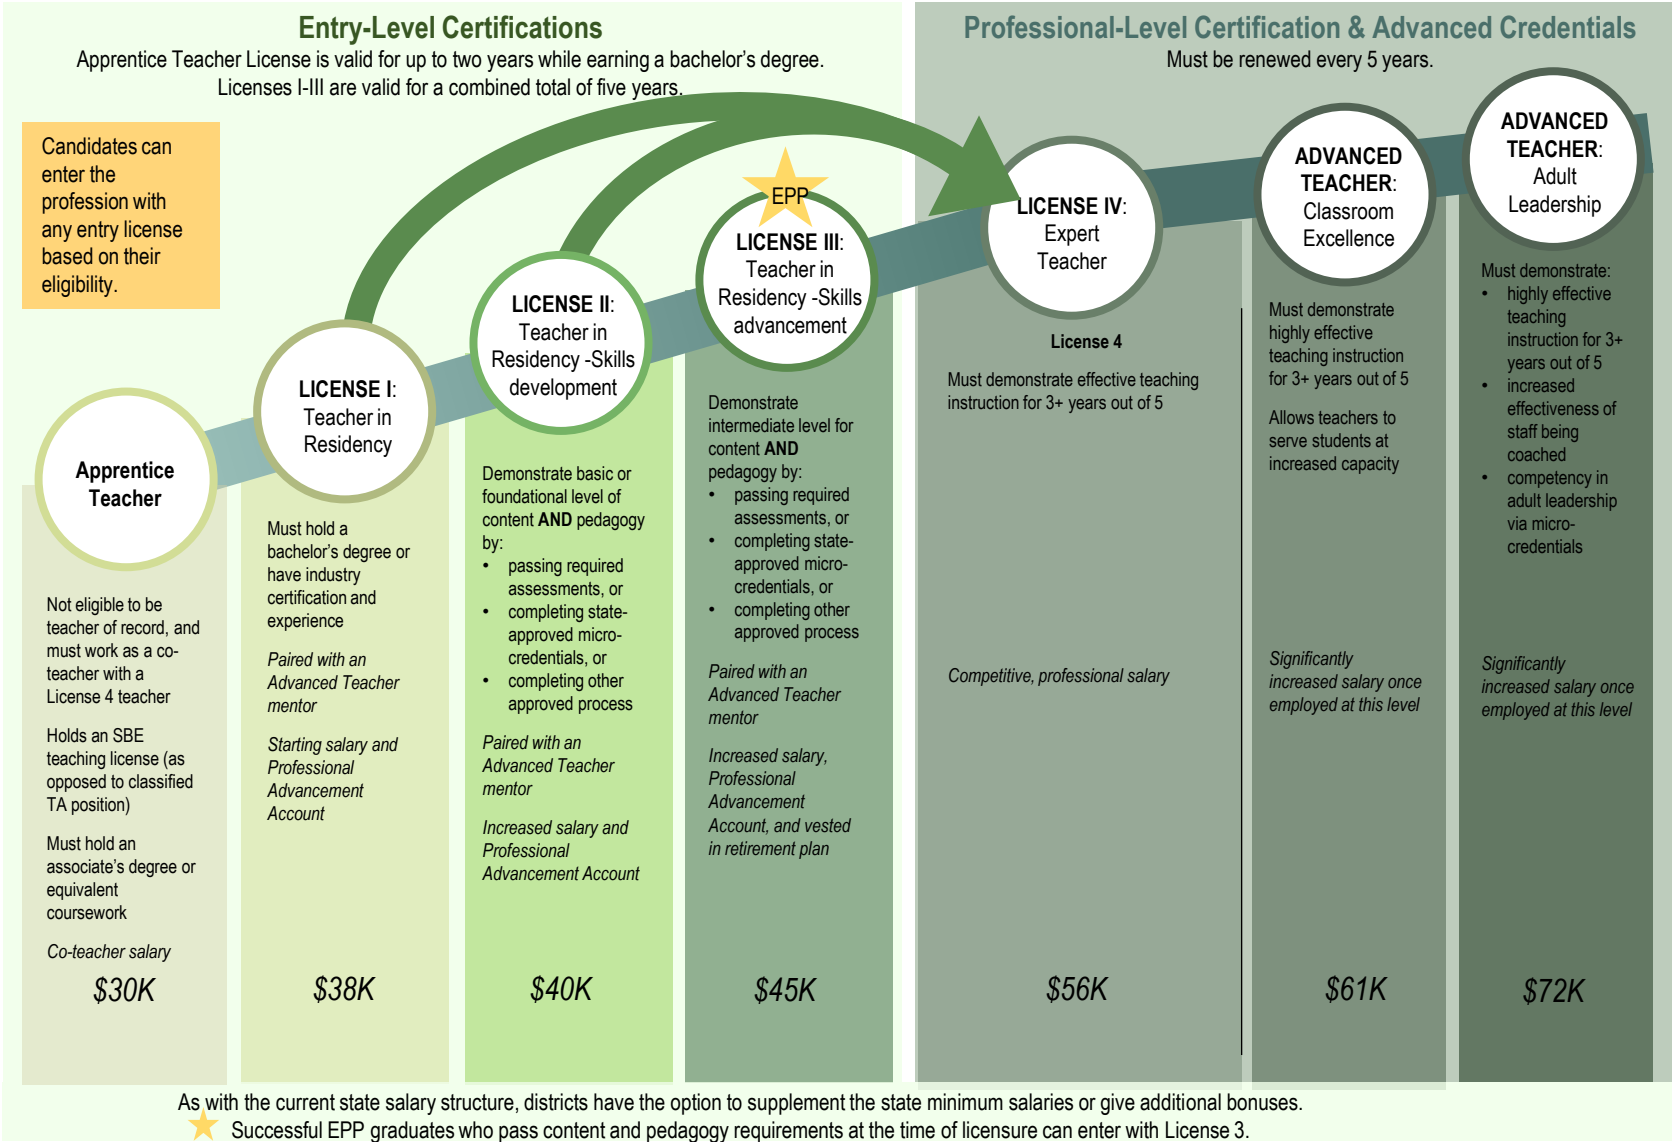 Entry-Level Certifications
Apprentice Teacher License is valid for up to two years while earning a bachelor's degree.
Licenses I-III are valid for a combined total of five years.
Professional-Level Certification & Advanced Credentials
Must be renewed every 5 years.
Candidates can
enter the
profession with
any entry license
based on their
eligibility.
Apprentice
Teacher
Not eligible to be
teacher of record, and
must work as a co-
teacher with a
License 4 teacher
Holds an SBE
teaching license (as
opposed to classified
TA position)
Must hold an
associate's degree or
equivalent
coursework
Co-teacher salary
$30K
LICENSE I:
Teacher in
Residency
Must hold a
bachelor's degree or
have industry
certification and
experience
Paired with an
Advanced Teacher
mentor
Starting salary and
Professional
Advancement
Account
$38K
LICENSE II:
Teacher in
Residency -Skills
development
Demonstrate basic or
foundational level of
content AND pedagogy
by:
• passing required
assessments, or
• completing state-
approved micro-
credentials, or
• completing other
approved process
Paired with an
Advanced Teacher
mentor
Increased salary and
Professional
Advancement Account
$40K
EPP
LICENSE III:
Teacher in
Residency -Skills
advancement
Demonstrate
intermediate level for
content AND
pedagogy by:
• passing required
assessments, or
• completing state-
approved micro-
credentials, or
• completing other
approved process
Paired with an
Advanced Teacher
mentor
Increased salary,
Professional
Advancement
Account, and vested
in retirement plan
$45K
LICENSE IV:
Expert
Teacher
License 4
Must demonstrate effective teaching
instruction for 3+ years out of 5
Competitive, professional salary
$56K
ADVANCED
TEACHER:
Classroom
Excellence
Must demonstrate
highly effective
teaching instruction
for 3+ years out of 5
Allows teachers to
serve students at
increased capacity
Significantly
increased salary once
employed at this level
$61K
ADVANCED
TEACHER:
Adult
Leadership
Must demonstrate:
• highly effective
teaching
instruction for 3+
years out of 5
• increased
effectiveness of
staff being
coached
• competency in
adult leadership
via micro-
credentials
Significantly
increased salary once
employed at this level
$72K
As with the current state salary structure, districts have the option to supplement the state minimum salaries or give additional bonuses.
Successful EPP graduates who pass content and pedagogy requirements at the time of licensure can enter with License 3.